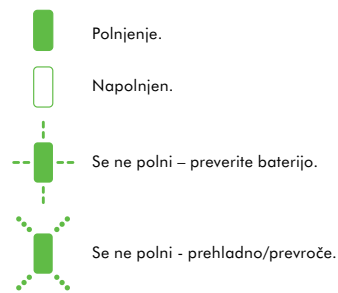 Polnjenje.
Napolnjen.
Se ne polni – preverite baterijo.
Se ne polni - prehladno/prevroče.